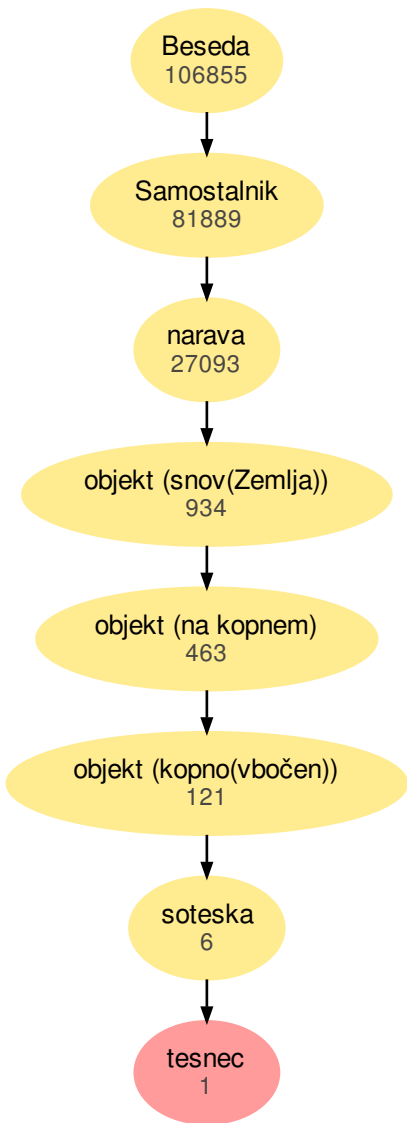 Beseda
106855
Samostalnik
81889
narava
27093
objekt (snov(Zemlja))
934
objekt (na kopnem)
463
objekt (kopno(vbočen))
121
soteska
6
tesnec
1